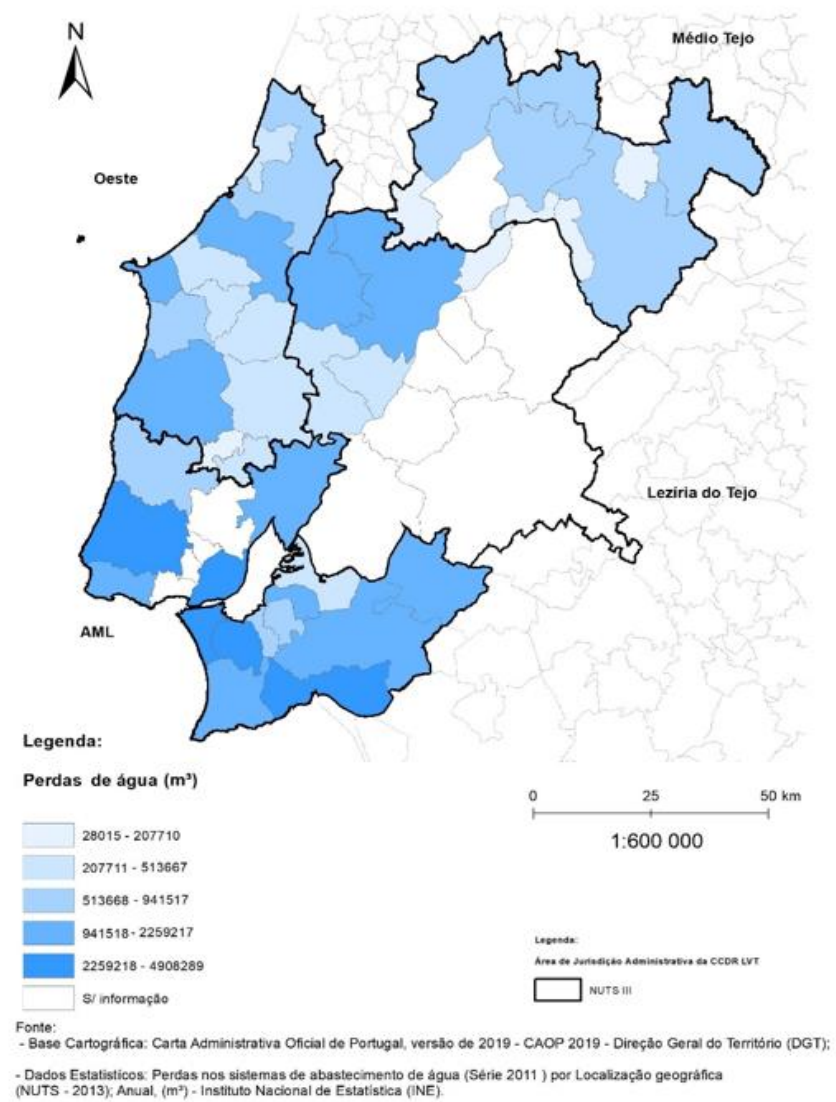 N
Médio Tejo
Oeste
Lezíria do Tejo
AML
Legenda:
Perdas de água (m³)
28015 - 207710
207711 - 513667
513668 - 941517
941518 - 2259217
2259218 - 4908289
S/ informação
0 25 50 km
1:600 000
Legenda:
Área de Jurisdição Administrativa da CCDR LVT
NUTS III
Fonte:
- Base Cartográfica: Carta Administrativa Oficial de Portugal, versão de 2019 - CAOP 2019 - Direção Geral do Território (DGT);
- Dados Estatisticos: Perdas nos sistemas de abastecimento de água (Série 2011 ) por Localização geográfica
(NUTS - 2013); Anual, (m³) - Instituto Nacional de Estatística (INE).